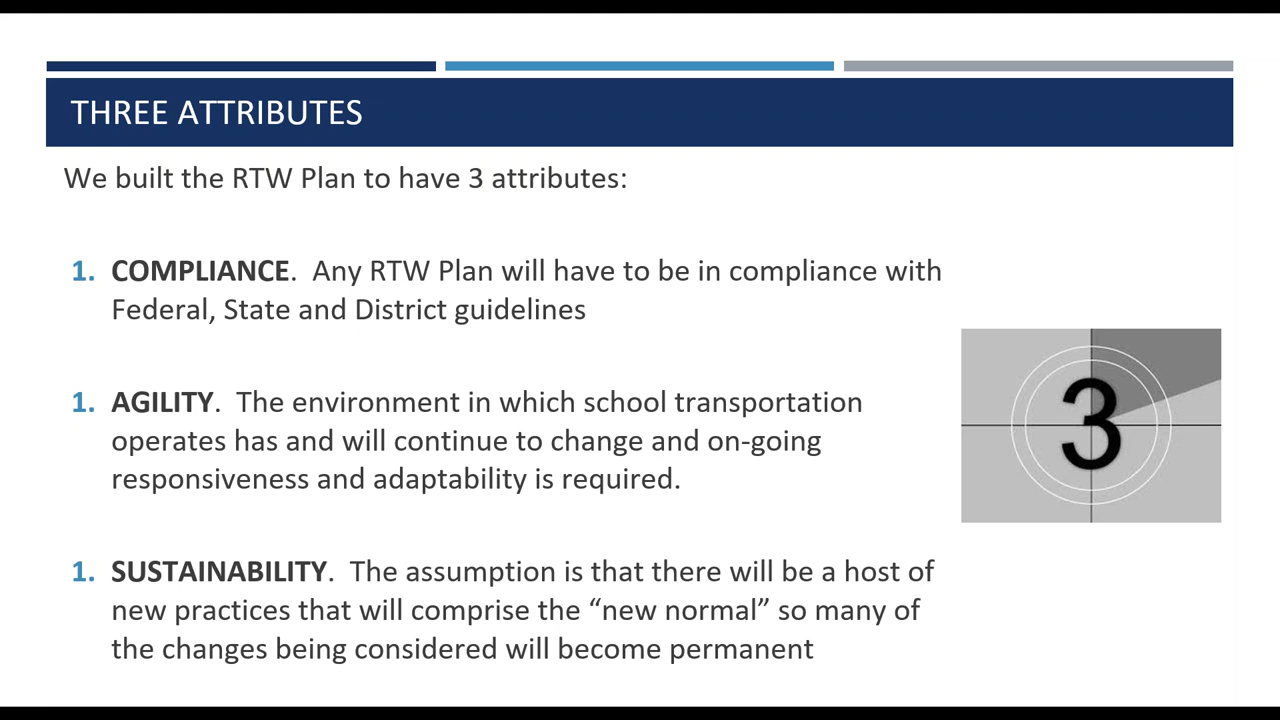 THREE ATTRIBUTES
We built the RTW Plan to have 3 attributes:
1. COMPLIANCE.  Any RTW Plan will have to be in compliance with
Federal, State and District guidelines
1. AGILITY.  The environment in which school transportation
operates has and will continue to change and on-going
responsiveness and adaptability is required.
1. SUSTAINABILITY.  The assumption is that there will be a host of
new practices that will comprise the “new normal” so many of
the changes being considered will become permanent
3